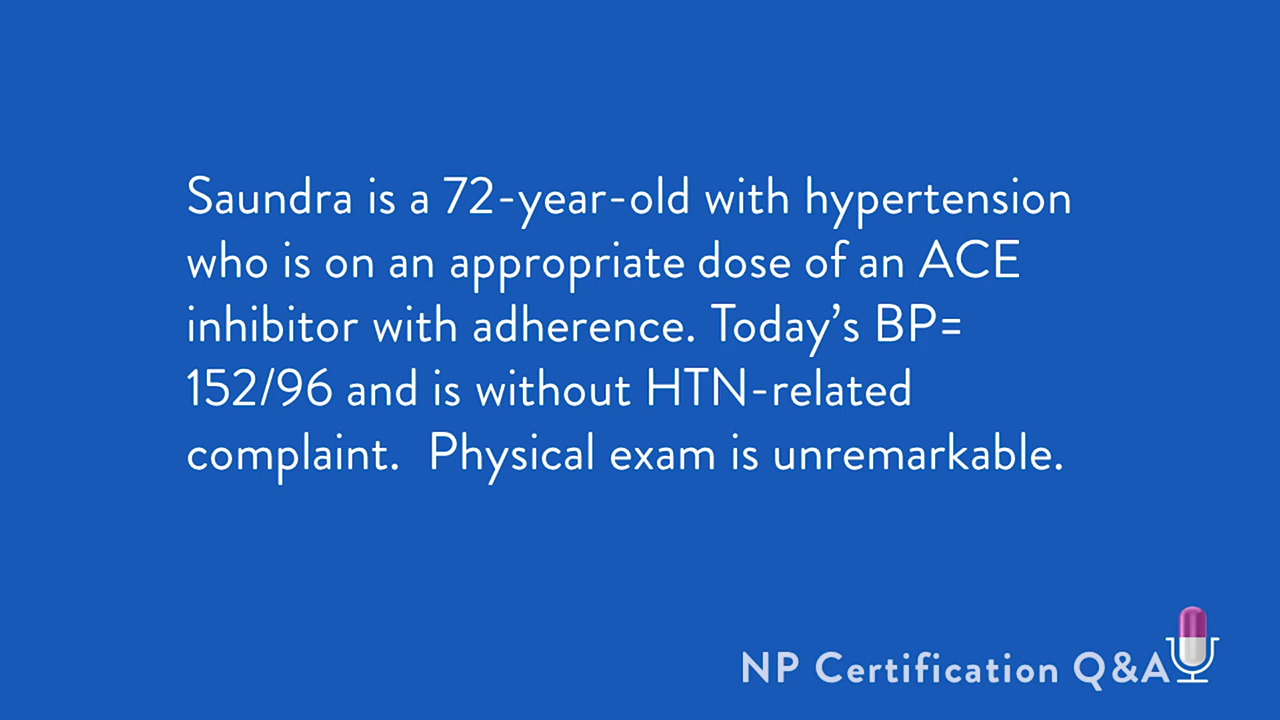 Saundra is a 72-year-old with hypertension
who is on an appropriate dose of an ACE
inhibitor with adherence. Today’s BP=
152/96 and is without HTN-related
complaint.  Physical exam is unremarkable.
NP Certification Q&A